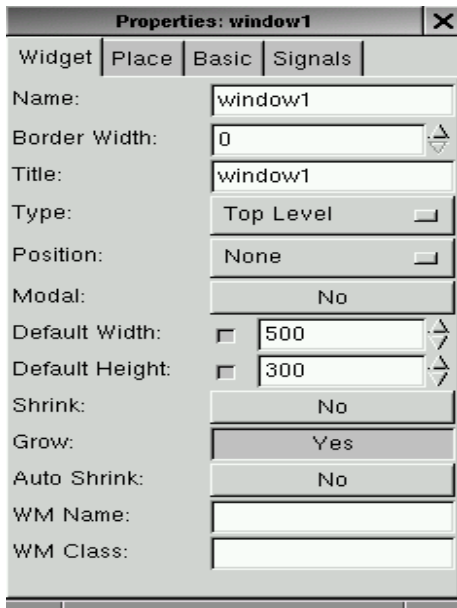 Properties: window1
Widget Place Basic Signals
Name: window1
Border Width: 0
Title: window1
Type: Top Level
Position: None
Modal: No
Default Width: 500
Default Height: 300
Shrink: No
Grow: Yes
Auto Shrink: No
WM Name:
WM Class: